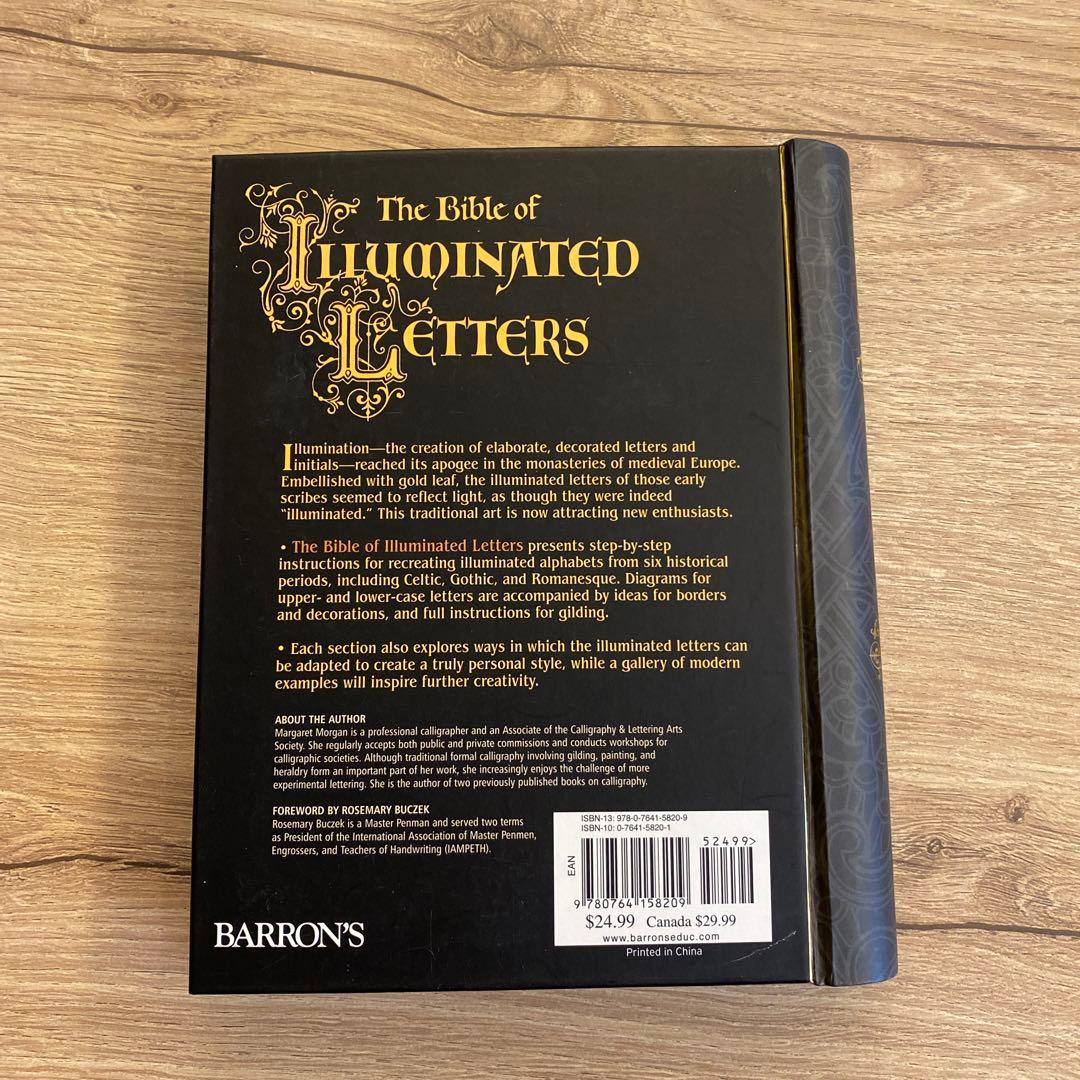 The Bible of
ILLUMINATED
LETTERS
Illumination—the creation of elaborate, decorated letters and
initials—reached its apogee in the monasteries of medieval Europe.
Embellished with gold leaf, the illuminated letters of those early
scribes seemed to reflect light, as though they were indeed
“illuminated.” This traditional art is now attracting new enthusiasts.
• The Bible of Illuminated Letters presents step-by-step
instructions for recreating illuminated alphabets from six historical
periods, including Celtic, Gothic, and Romanesque. Diagrams for
upper- and lower-case letters are accompanied by ideas for borders
and decorations, and full instructions for gilding.
• Each section also explores ways in which the illuminated letters can
be adapted to create a truly personal style, while a gallery of modern
examples will inspire further creativity.
ABOUT THE AUTHOR
Margaret Morgan is a professional calligrapher and an Associate of the Calligraphy & Lettering Arts
Society. She regularly accepts both public and private commissions and conducts workshops for
calligraphic societies. Although traditional formal calligraphy involving gilding, painting, and
heraldry form an important part of her work, she increasingly enjoys the challenge of more
experimental lettering. She is the author of two previously published books on calligraphy.
FOREWORD BY ROSEMARY BUCZEK
Rosemary Buczek is a Master Penman and served two terms
as President of the International Association of Master Penmen,
Engrossers, and Teachers of Handwriting (IAMPETH).
ISBN-13: 978-0-7641-5820-9
ISBN-10: 0-7641-5820-1
52499>
EAN
9 780764 158209
$24.99 Canada $29.99
www.barronseduc.com
Printed in China
BARRON'S